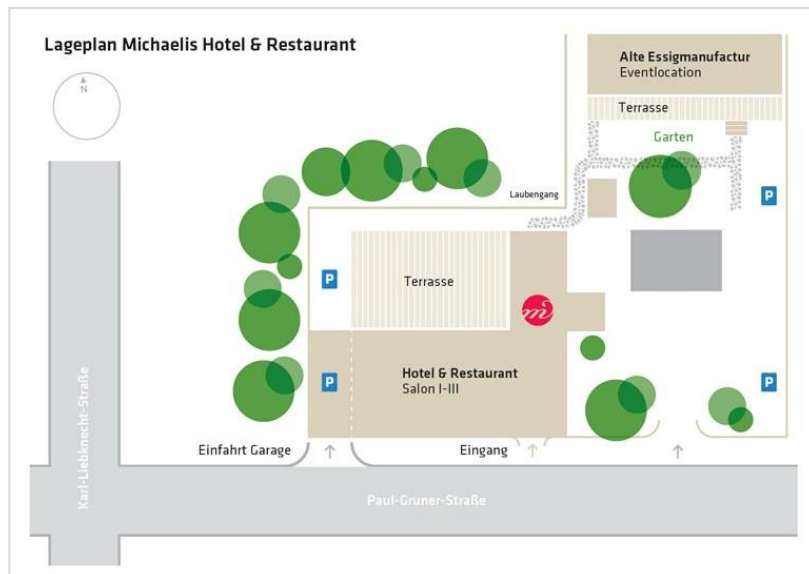 Lageplan Michaelis Hotel & Restaurant
N
Alte Essigmanufactur
Eventlocation
Terrasse
Garten
Laubengang
P
P
Terrasse
m
Hotel & Restaurant
Salon I-III
P
P
Einfahrt Garage
Eingang
Karl-Liebknecht-Straße
Paul-Gruner-Straße